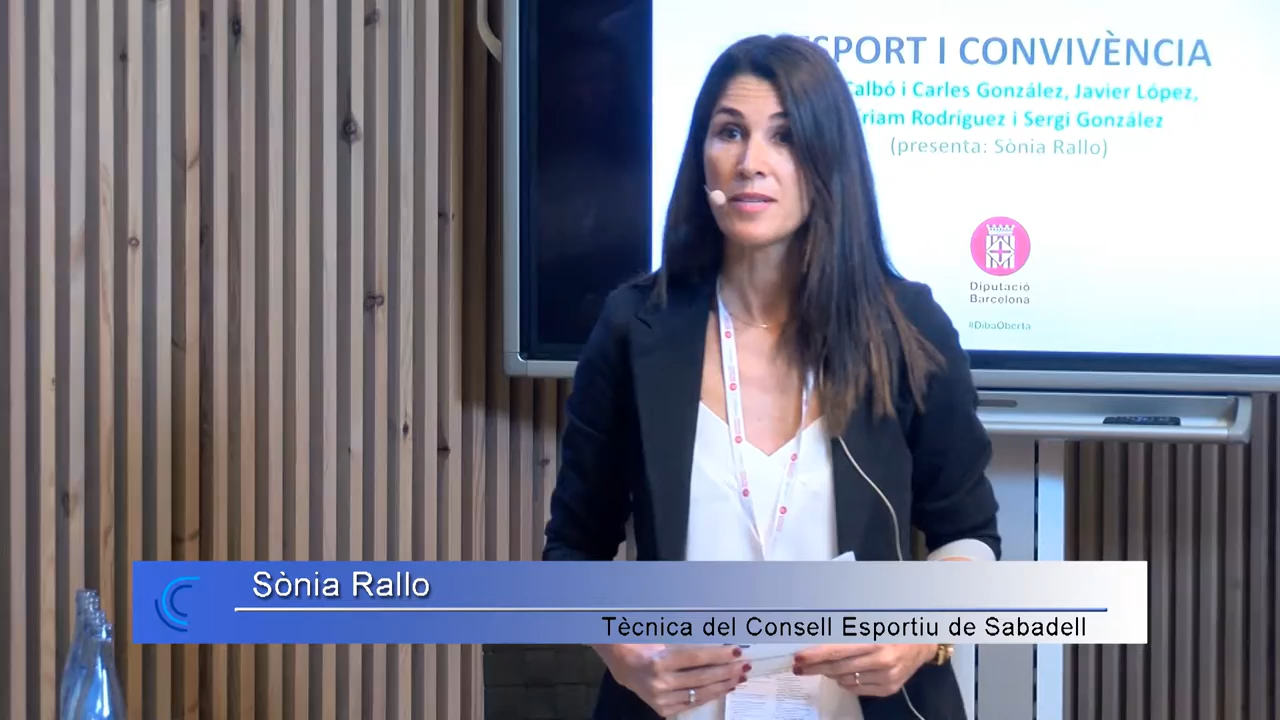 ESPORT I CONVIVÈNCIA
Calbó i Carles González, Javier López,
Rodríguez i Sergi González
(presenta: Sònia Rallo)
Diputació
Barcelona
#DibaOberta
Sònia Rallo
Tècnica del Consell Esportiu de Sabadell